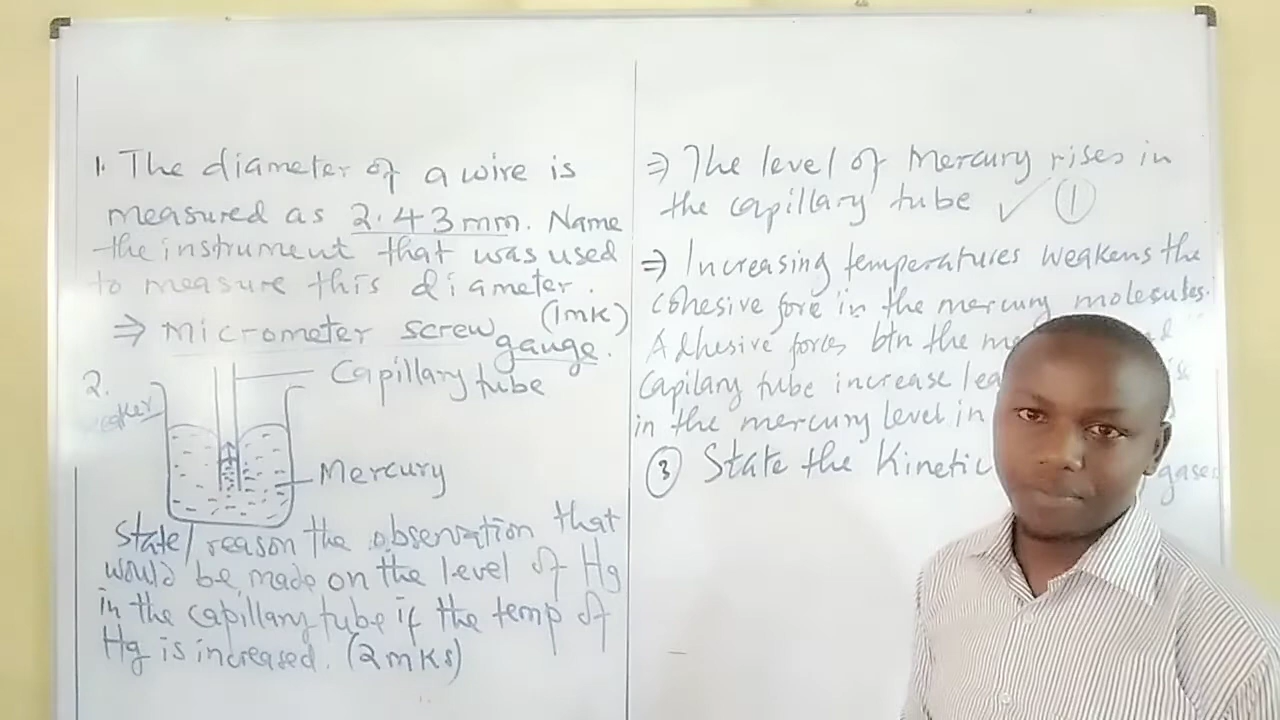 1. The diameter of a wire is
measured as 2.43mm. Name
the instrument that was used
to measure this diameter.
(1mk)
⇒ Micrometer screw
gauge.
2.
Capillary tube
Mercury
State/reason the observation that
would be made on the level of Hg
in the capillary tube if the temp of
Hg is increased. (2mks)
⇒ The level of Mercury rises in
the capillary tube ✓ ①
⇒ Increasing temperatures weakens the
cohesive fore in the mercury molesules.
Adhesive forces btn the
Capilary tube increase
in the mercury level in
③ State the Kinetic gases